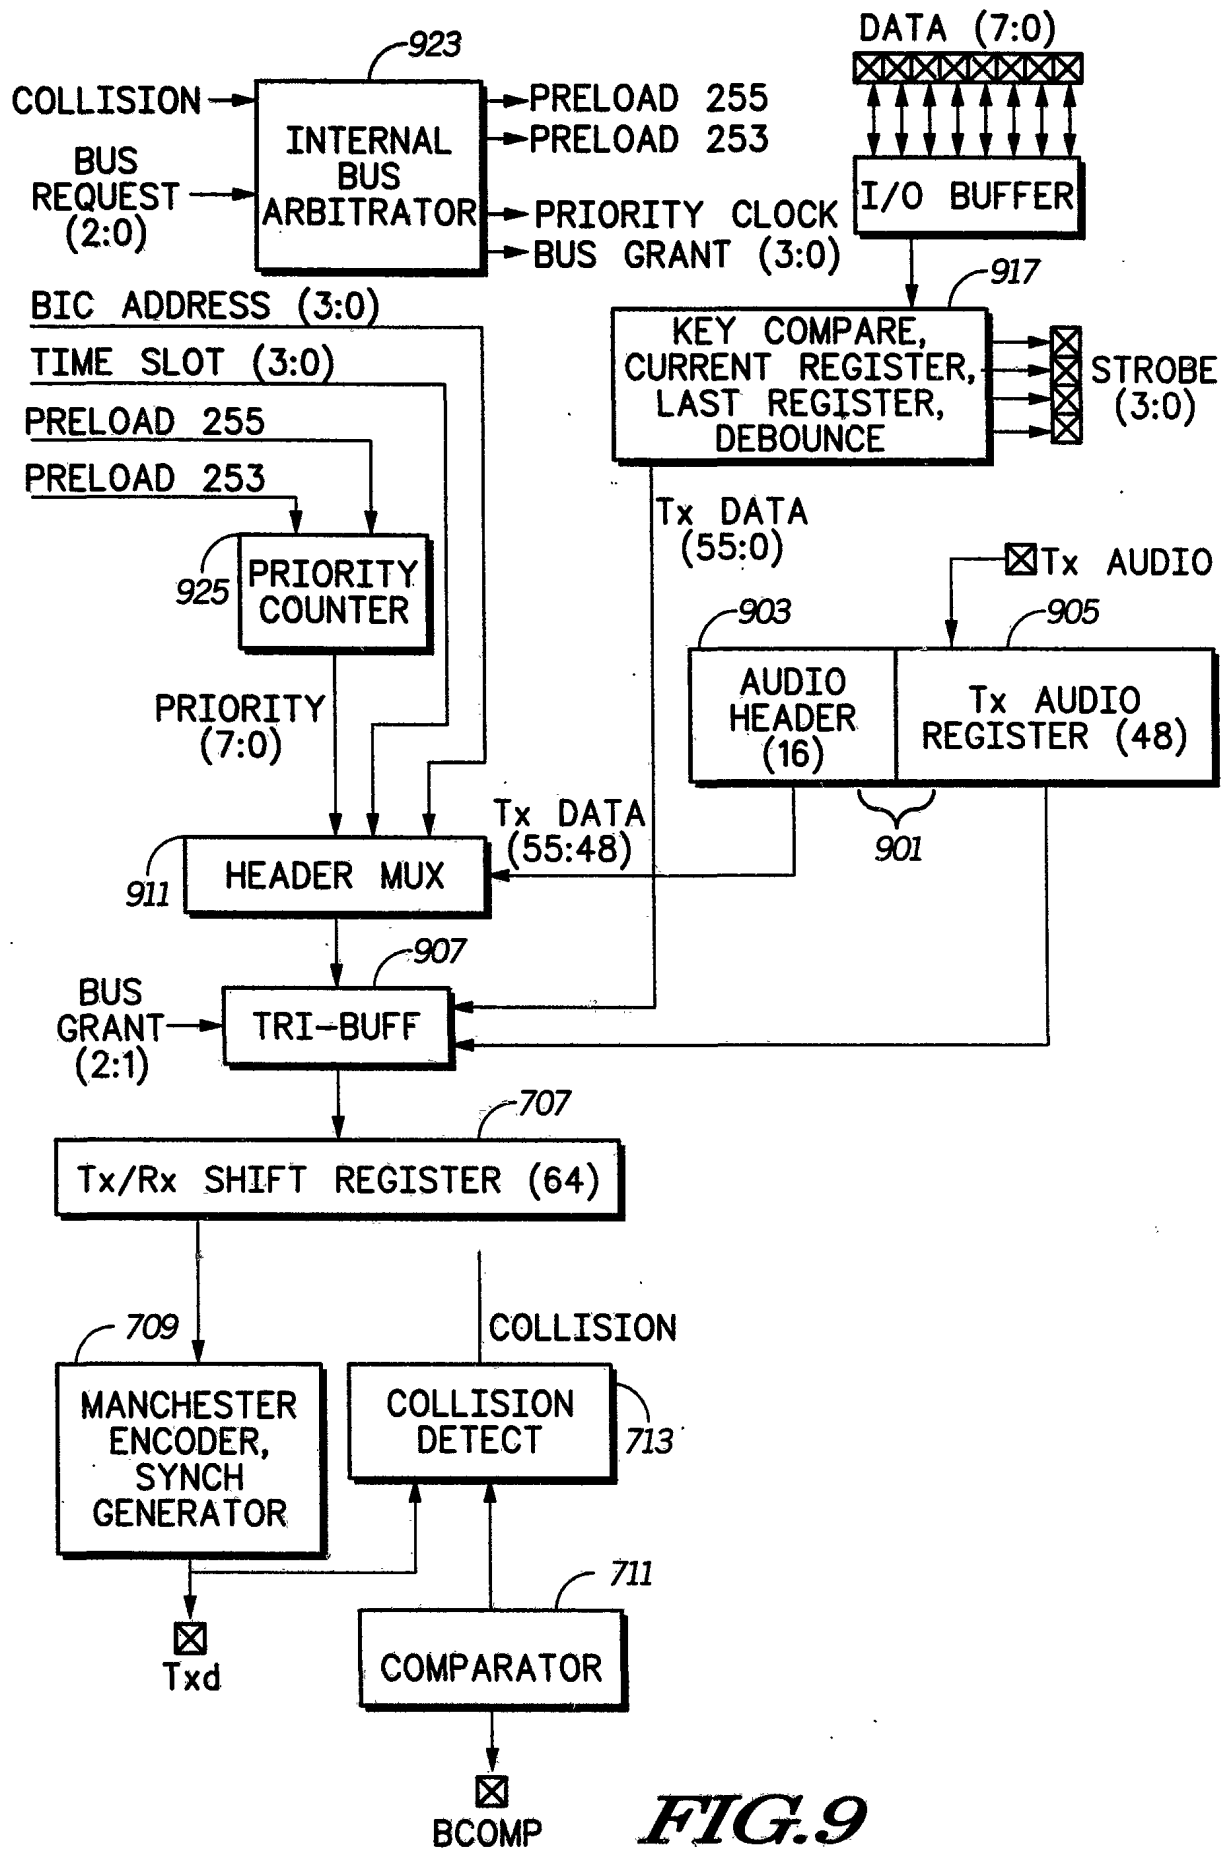 923
DATA (7:0)
COLLISION
INTERNAL
BUS
ARBITRATOR
PRELOAD 255
PRELOAD 253
BUS
REQUEST
(2:0)
PRIORITY CLOCK
BUS GRANT (3:0)
I/O BUFFER
917
BIC ADDRESS (3:0)
TIME SLOT (3:0)
PRELOAD 255
PRELOAD 253
KEY COMPARE,
CURRENT REGISTER,
LAST REGISTER,
DEBOUNCE
STROBE
(3:0)
Tx DATA
(55:0)
925
PRIORITY
COUNTER
Tx AUDIO
903
905
AUDIO
HEADER
(16)
Tx AUDIO
REGISTER (48)
901
PRIORITY
(7:0)
Tx DATA
(55:48)
911
HEADER MUX
907
BUS
GRANT
(2:1)
TRI-BUFF
707
Tx/Rx SHIFT REGISTER (64)
709
COLLISION
MANCHESTER
ENCODER,
SYNCH
GENERATOR
COLLISION
DETECT
713
711
Txd
COMPARATOR
BCOMP
FIG.9